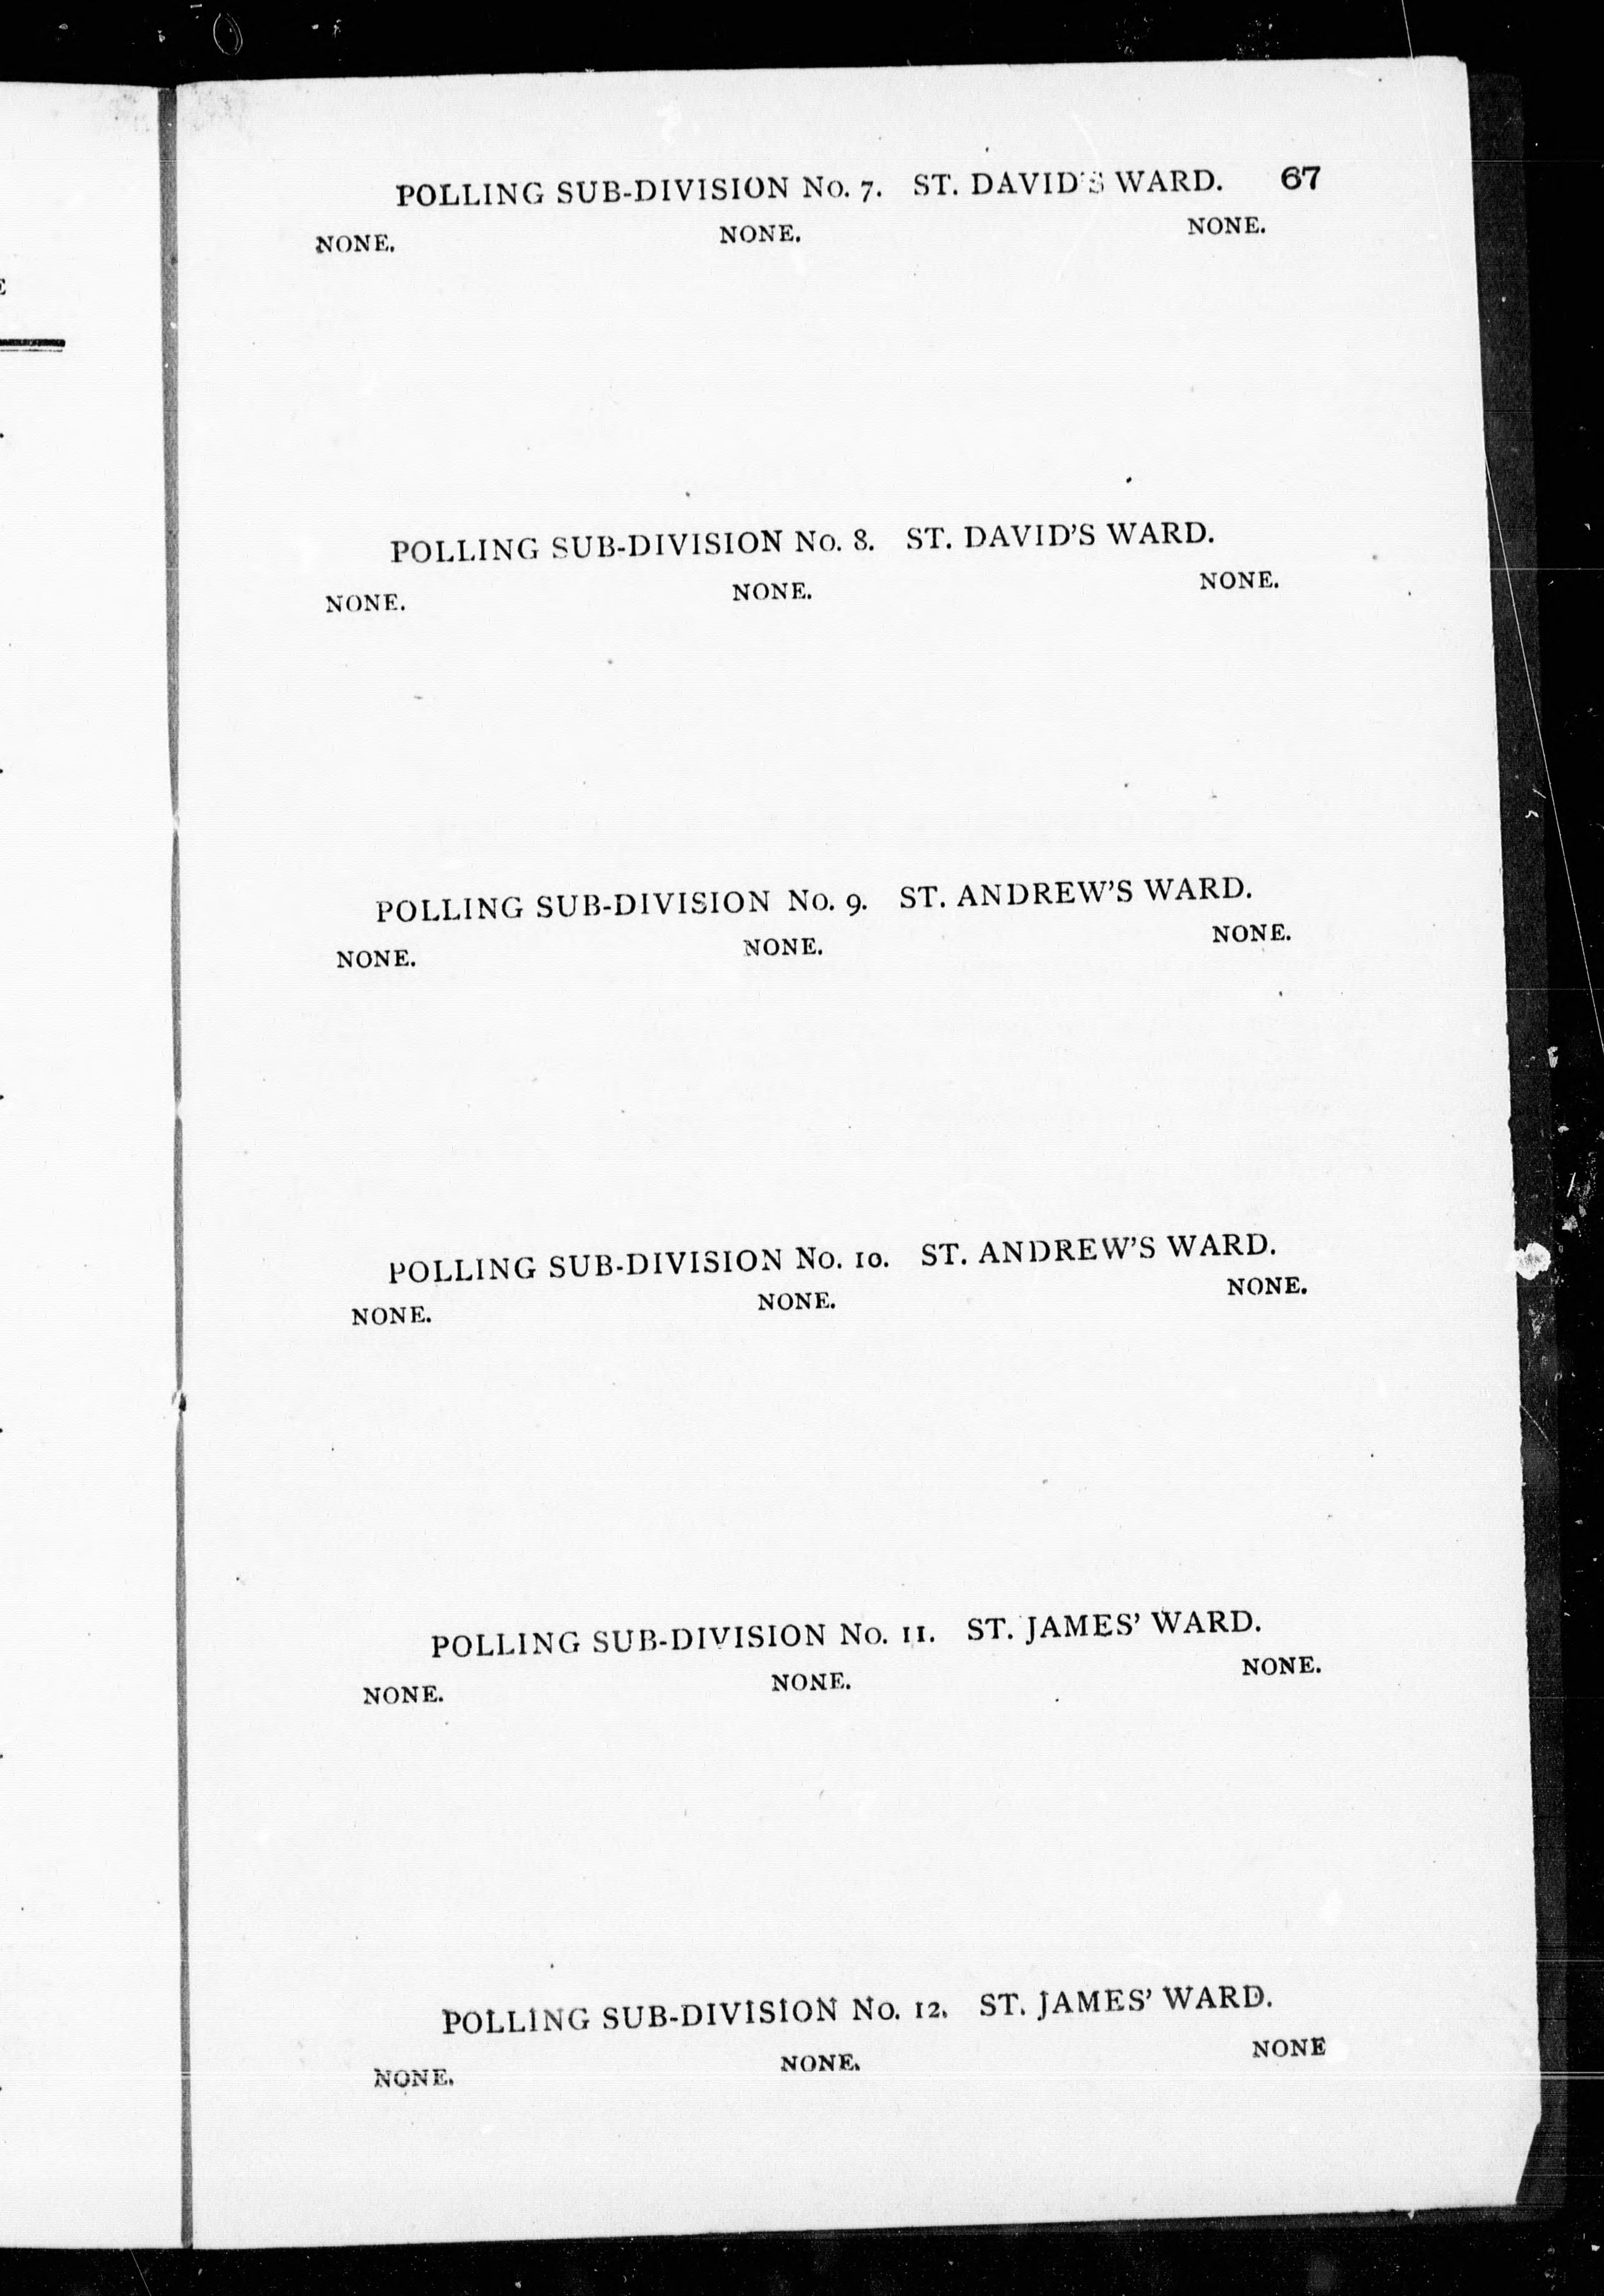 POLLING SUB-DIVISION No. 7. ST. DAVID'S WARD. 67
NONE. NONE. NONE.
POLLING SUB-DIVISION No. 8. ST. DAVID'S WARD.
NONE. NONE. NONE.
POLLING SUB-DIVISION No. 9. ST. ANDREW'S WARD.
NONE. NONE. NONE.
POLLING SUB-DIVISION No. 10. ST. ANDREW'S WARD.
NONE. NONE. NONE.
POLLING SUB-DIVISION No. 11. ST. JAMES' WARD.
NONE. NONE. NONE.
POLLING SUB-DIVISION No. 12. ST. JAMES' WARD.
NONE. NONE. NONE